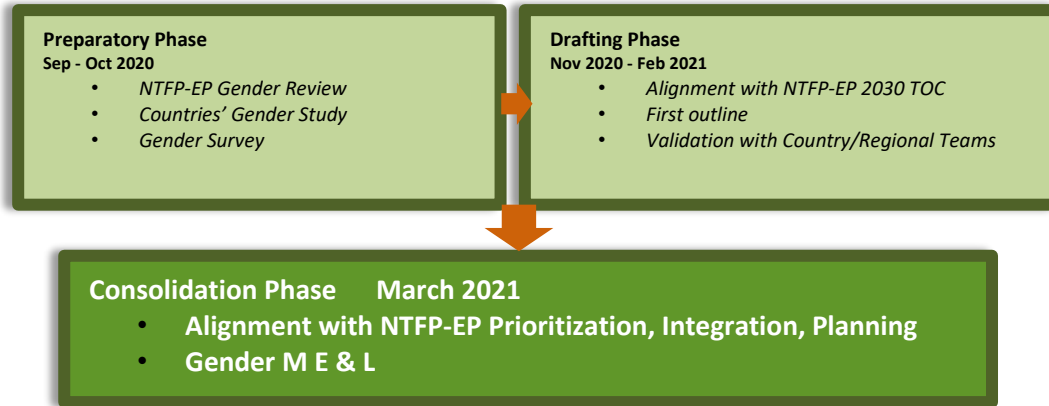 Preparatory Phase
Sep - Oct 2020
• NTFP-EP Gender Review
• Countries' Gender Study
• Gender Survey
Drafting Phase
Nov 2020 - Feb 2021
• Alignment with NTFP-EP 2030 TOC
• First outline
• Validation with Country/Regional Teams
Consolidation Phase March 2021
• Alignment with NTFP-EP Prioritization, Integration, Planning
• Gender M E & L